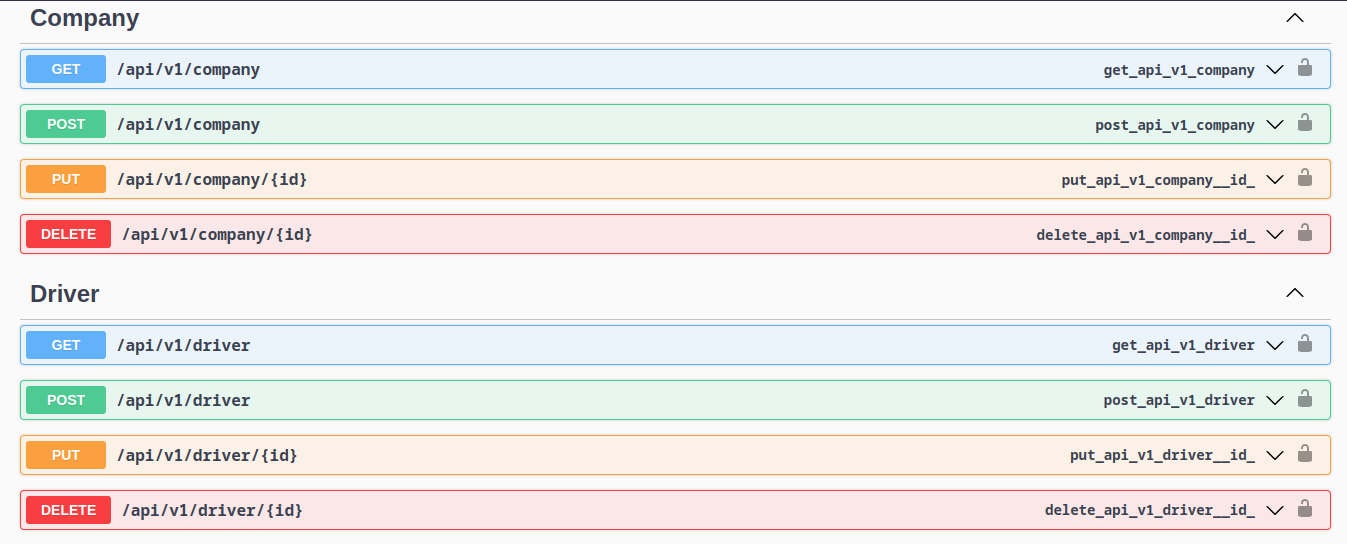 Company
GET /api/v1/company get_api_v1_company
POST /api/v1/company post_api_v1_company
PUT /api/v1/company/{id} put_api_v1_company__id_
DELETE /api/v1/company/{id} delete_api_v1_company__id_
Driver
GET /api/v1/driver get_api_v1_driver
POST /api/v1/driver post_api_v1_driver
PUT /api/v1/driver/{id} put_api_v1_driver__id_
DELETE /api/v1/driver/{id} delete_api_v1_driver__id_